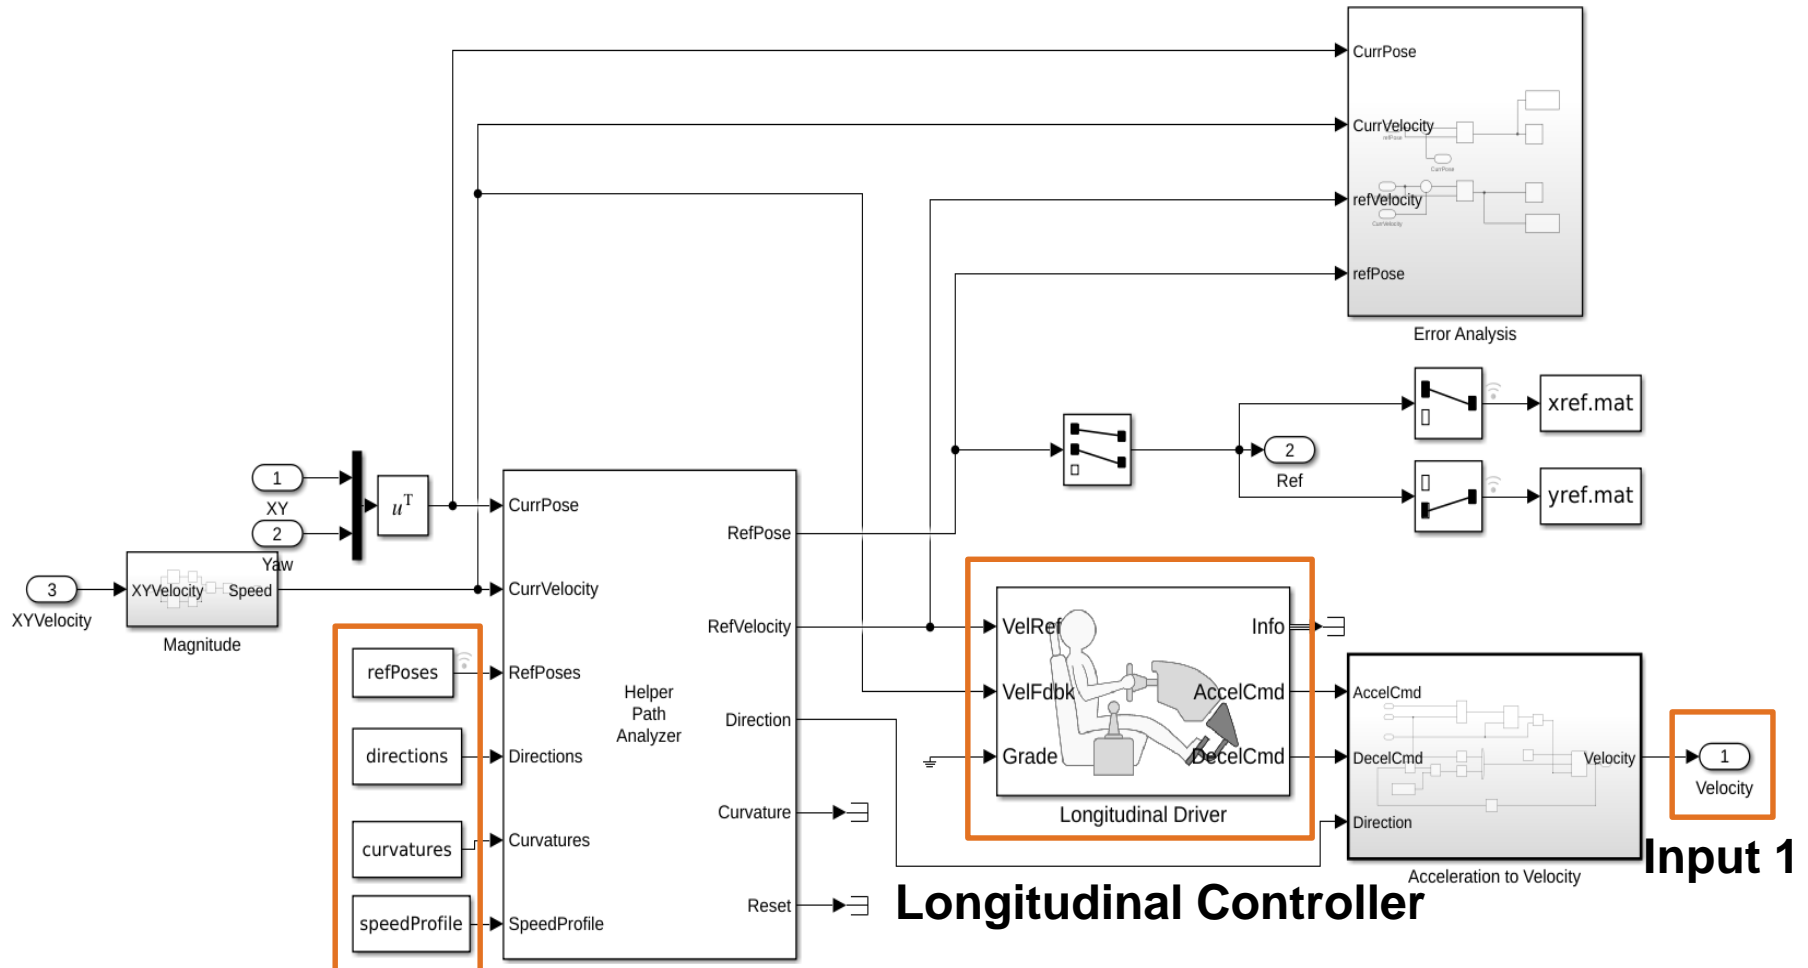 CurrPose
CurrVelocity
refPose
CurrPose
refVelocity
CurrVelocity
refPose
Error Analysis
xref.mat
2
Ref
yref.mat
1
XY
2
Yaw
u^T
3
XYVelocity
XYVelocity
Speed
Magnitude
refPoses
directions
curvatures
speedProfile
CurrPose
CurrVelocity
RefPoses
Directions
Curvatures
SpeedProfile
Helper
Path
Analyzer
RefPose
RefVelocity
Direction
Curvature
Reset
VelRef
VelFdbk
Grade
Info
AccelCmd
DecelCmd
Longitudinal Driver
Longitudinal Controller
AccelCmd
DecelCmd
Direction
Velocity
Acceleration to Velocity
1
Velocity
Input 1